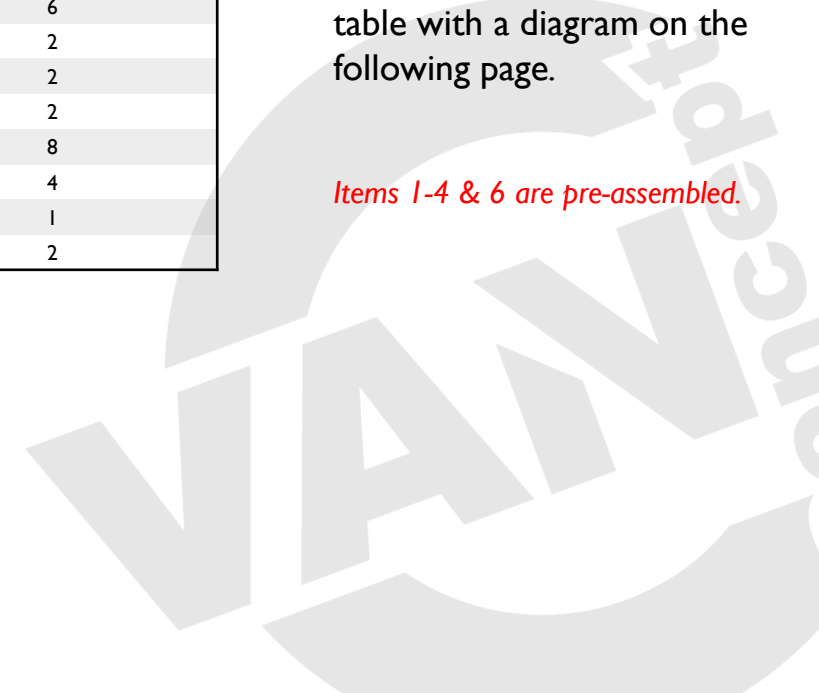 6
2
2
2
8
4
1
2
table with a diagram on the
following page.
Items 1-4 & 6 are pre-assembled.
VAN
concept